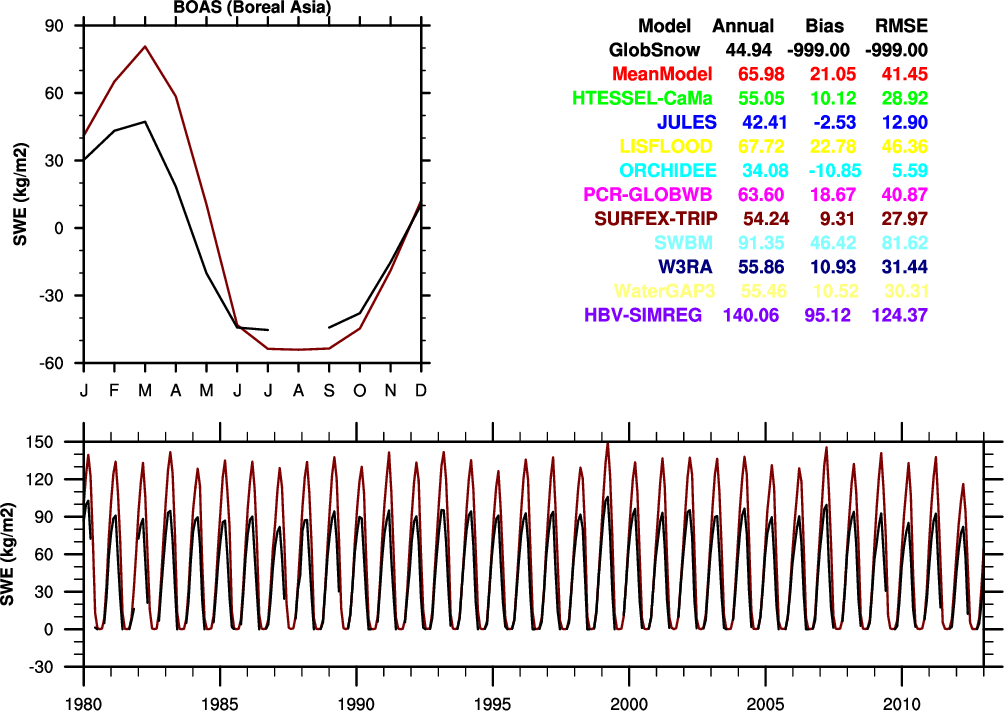 BOAS (Boreal Asia)
90
60
30
0
-30
-60
SWE (kg/m2)
J F M A M J J A S O N D
Model Annual Bias RMSE
GlobSnow 44.94 -999.00 -999.00
MeanModel 65.98 21.05 41.45
HTESSEL-CaMa 55.05 10.12 28.92
JULES 42.41 -2.53 12.90
LISFLOOD 67.72 22.78 46.36
ORCHIDEE 34.08 -10.85 5.59
PCR-GLOBWB 63.60 18.67 40.87
SURFEX-TRIP 54.24 9.31 27.97
SWBM 91.35 46.42 81.62
W3RA 55.86 10.93 31.44
WaterGAP3 55.46 10.52 30.31
HBV-SIMREG 140.06 95.12 124.37
150
120
90
60
30
0
-30
SWE (kg/m2)
1980 1985 1990 1995 2000 2005 2010